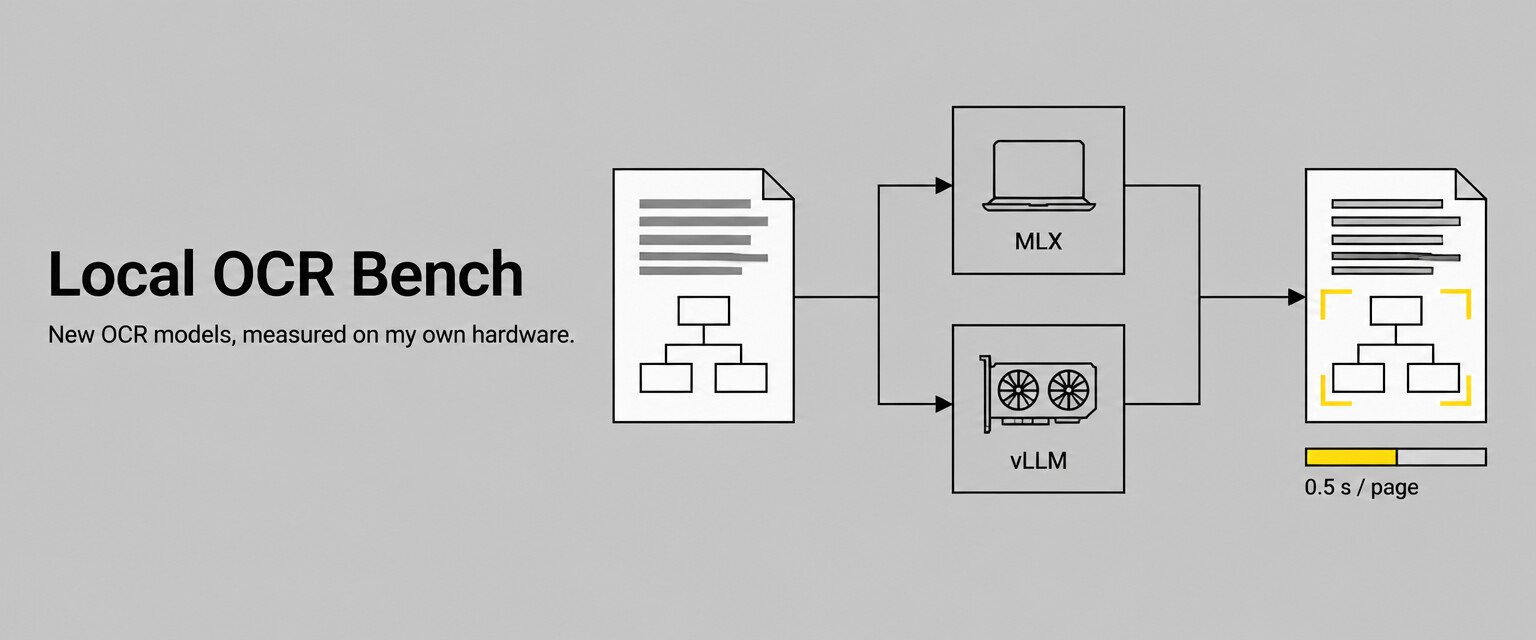 Local OCR Bench
New OCR models, measured on my own hardware.
MLX
vLLM
0.5 s / page